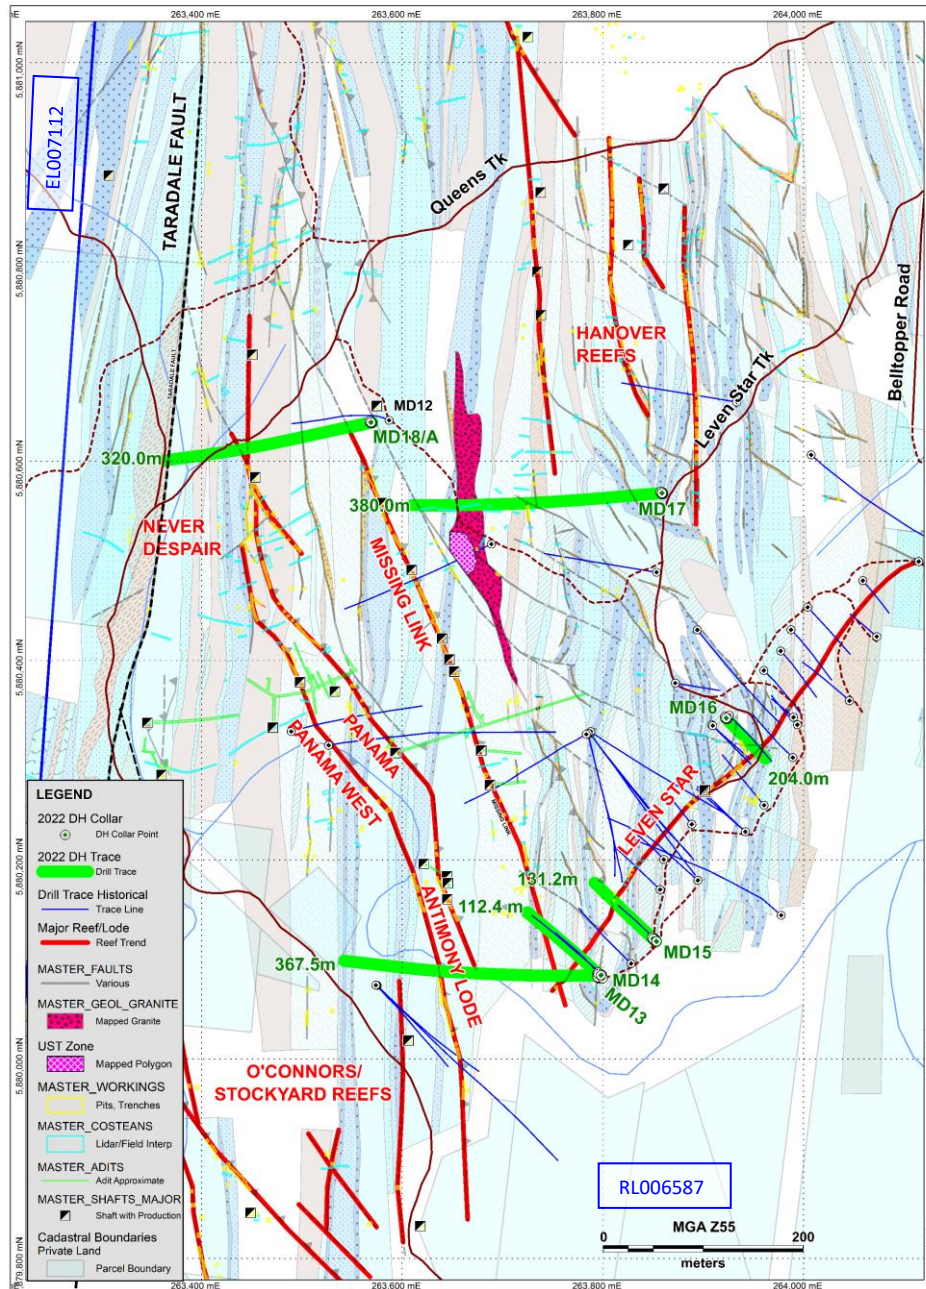 263,400 mE
263,600 mE
263,800 mE
264,000 mE
5,881,000 mN
EL007112
TARADALE FAULT
Queens Tk
5,880,800 mN
HANOVER
REEFS
Belltopper Road
Leven Star Tk
TARADALE FAULT
MD12
MD18/A
320.0m
5,880,600 mN
380.0m
MD17
NEVER
DESPAIR
MISSING LINK
5,880,400 mN
MD16
PANAMA
PANAMA WEST
204.0m
LEVEN STAR
MISSING LINK
5,880,200 mN
131.2m
112.4 m
MD15
367.5m
MD14
MD13
ANTIMONY LODE
5,880,000 mN
O'CONNORS/
STOCKYARD REEFS
RL006587
MGA Z55
0
200
meters
5,879,800 mN
LEGEND
2022 DH Collar
DH Collar Point
2022 DH Trace
Drill Trace
Drill Trace Historical
Trace Line
Major Reef/Lode
Reef Trend
MASTER_FAULTS
Various
MASTER_GEOL_GRANITE
Mapped Granite
UST Zone
Mapped Polygon
MASTER_WORKINGS
Pits, Trenches
MASTER_COSTEANS
Lidar/Field Interp
MASTER_ADITS
Adit Approximate
MASTER_SHAFTS_MAJOR
Shaft with Production
Cadastral Boundaries
Private Land
Parcel Boundary
263,400 mE
263,600 mE
263,800 mE
264,000 mE